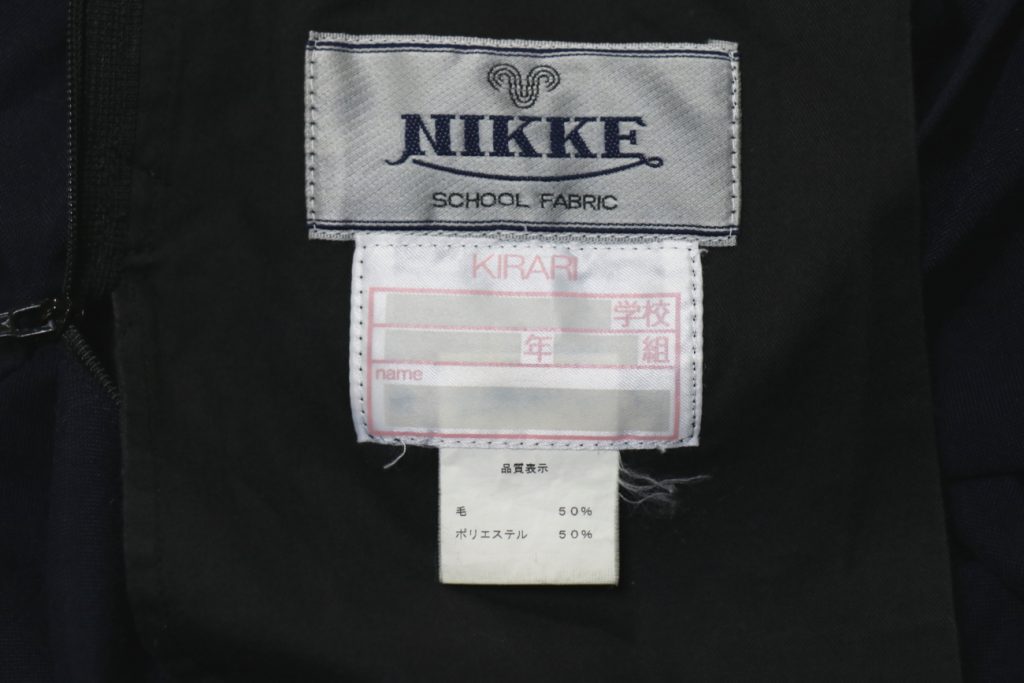 NIKKE
SCHOOL FABRIC
KIRARI
学校
年 組
name
品質表示
毛 50%
ポリエステル 50%